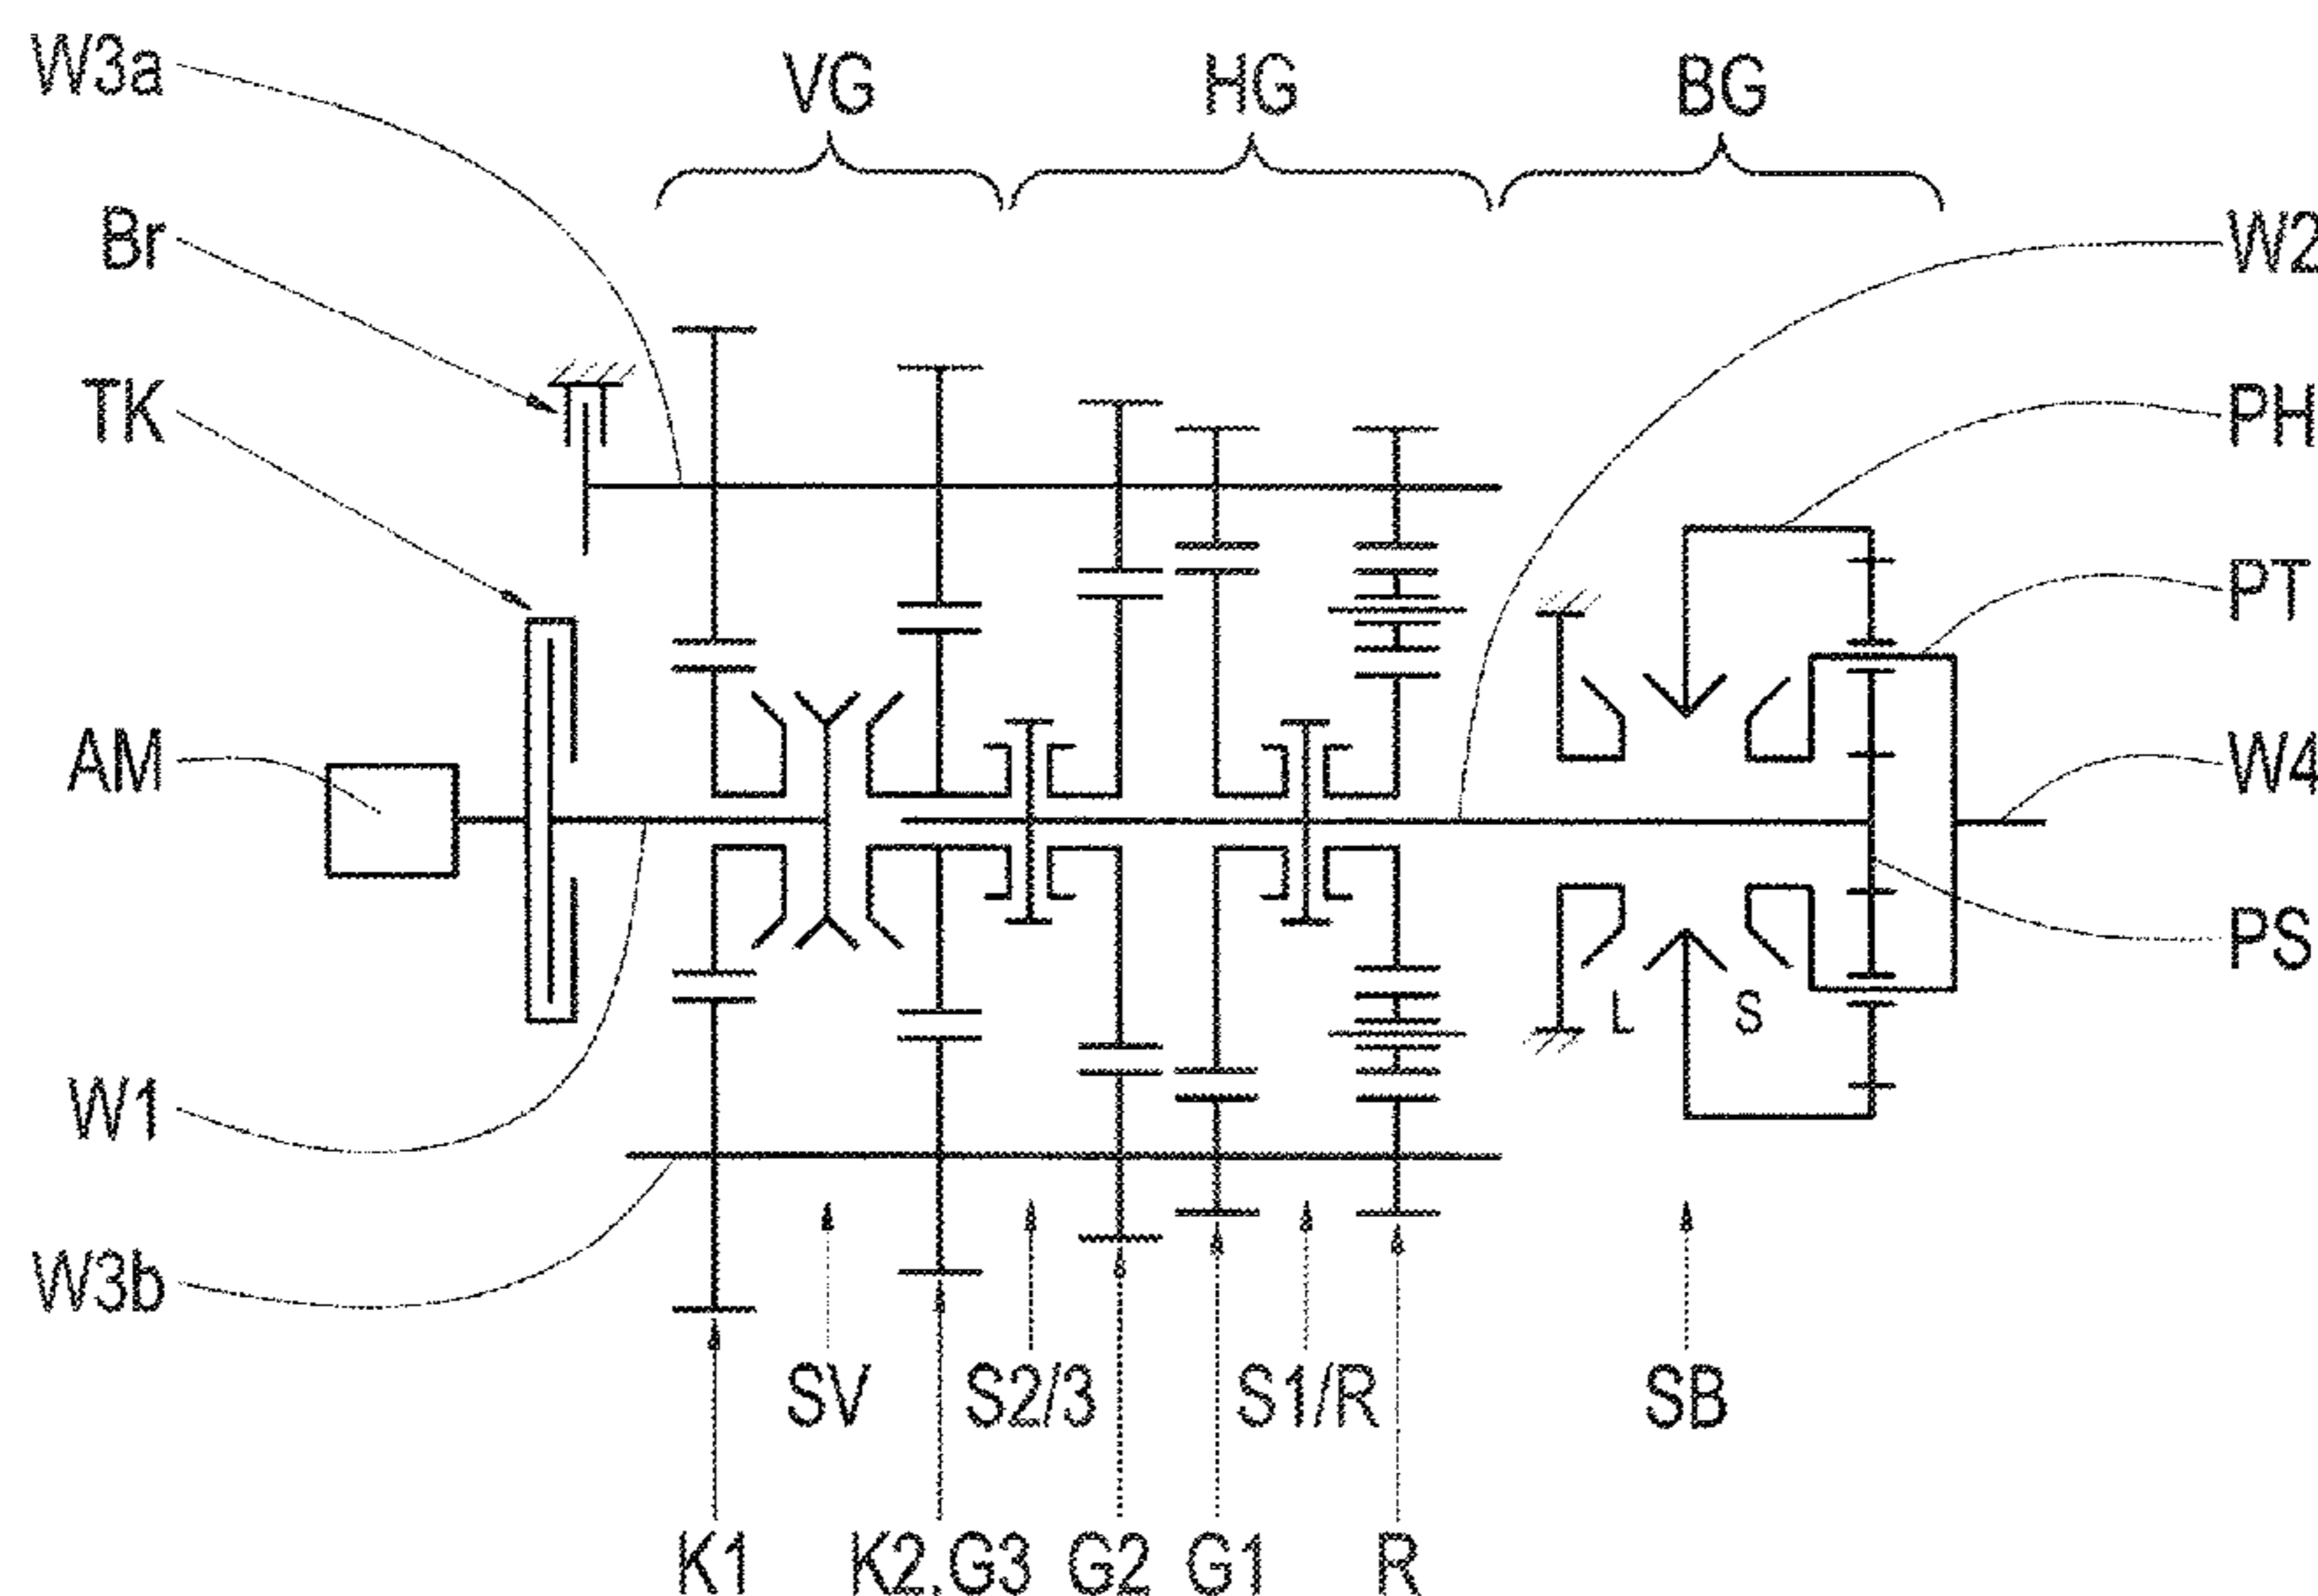 W3a
VG
HG
BG
Br
W2
TK
PH
PT
AM
W4
PS
L
S
W1
W3b
SV
S2/3
S1/R
SB
K1
K2,G3
G2
G1
R